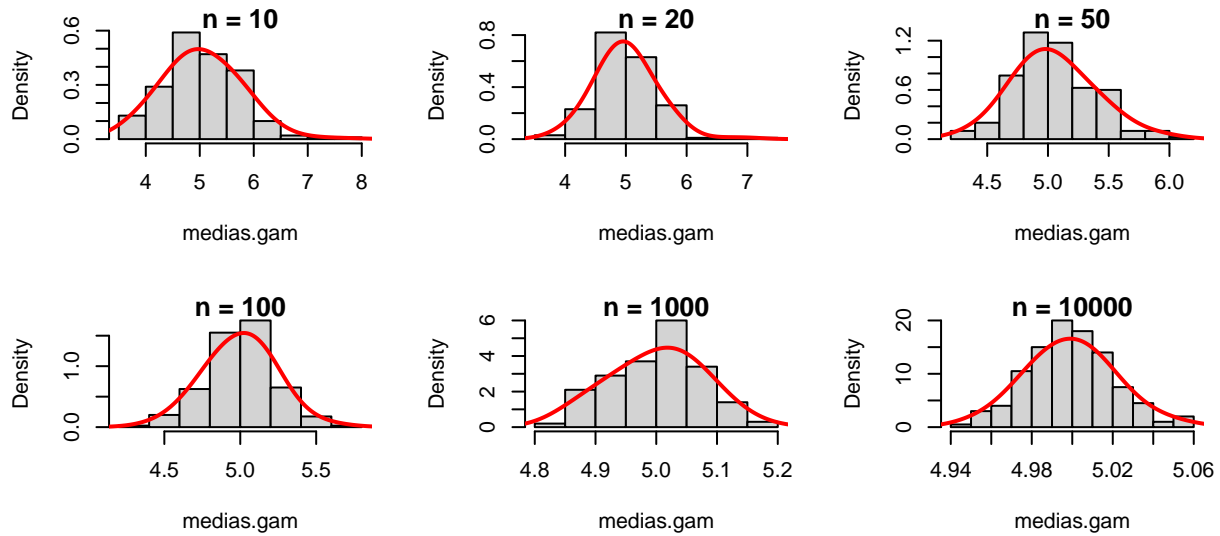 n = 10
Density
0.0 0.3 0.6
4 5 6 7 8
medias.gam
n = 20
Density
0.0 0.4 0.8
4 5 6 7
medias.gam
n = 50
Density
0.0 0.6 1.2
4.5 5.0 5.5 6.0
medias.gam
n = 100
Density
0.0 1.0
4.5 5.0 5.5
medias.gam
n = 1000
Density
0 2 4 6
4.8 4.9 5.0 5.1 5.2
medias.gam
n = 10000
Density
0 10 20
4.94 4.98 5.02 5.06
medias.gam